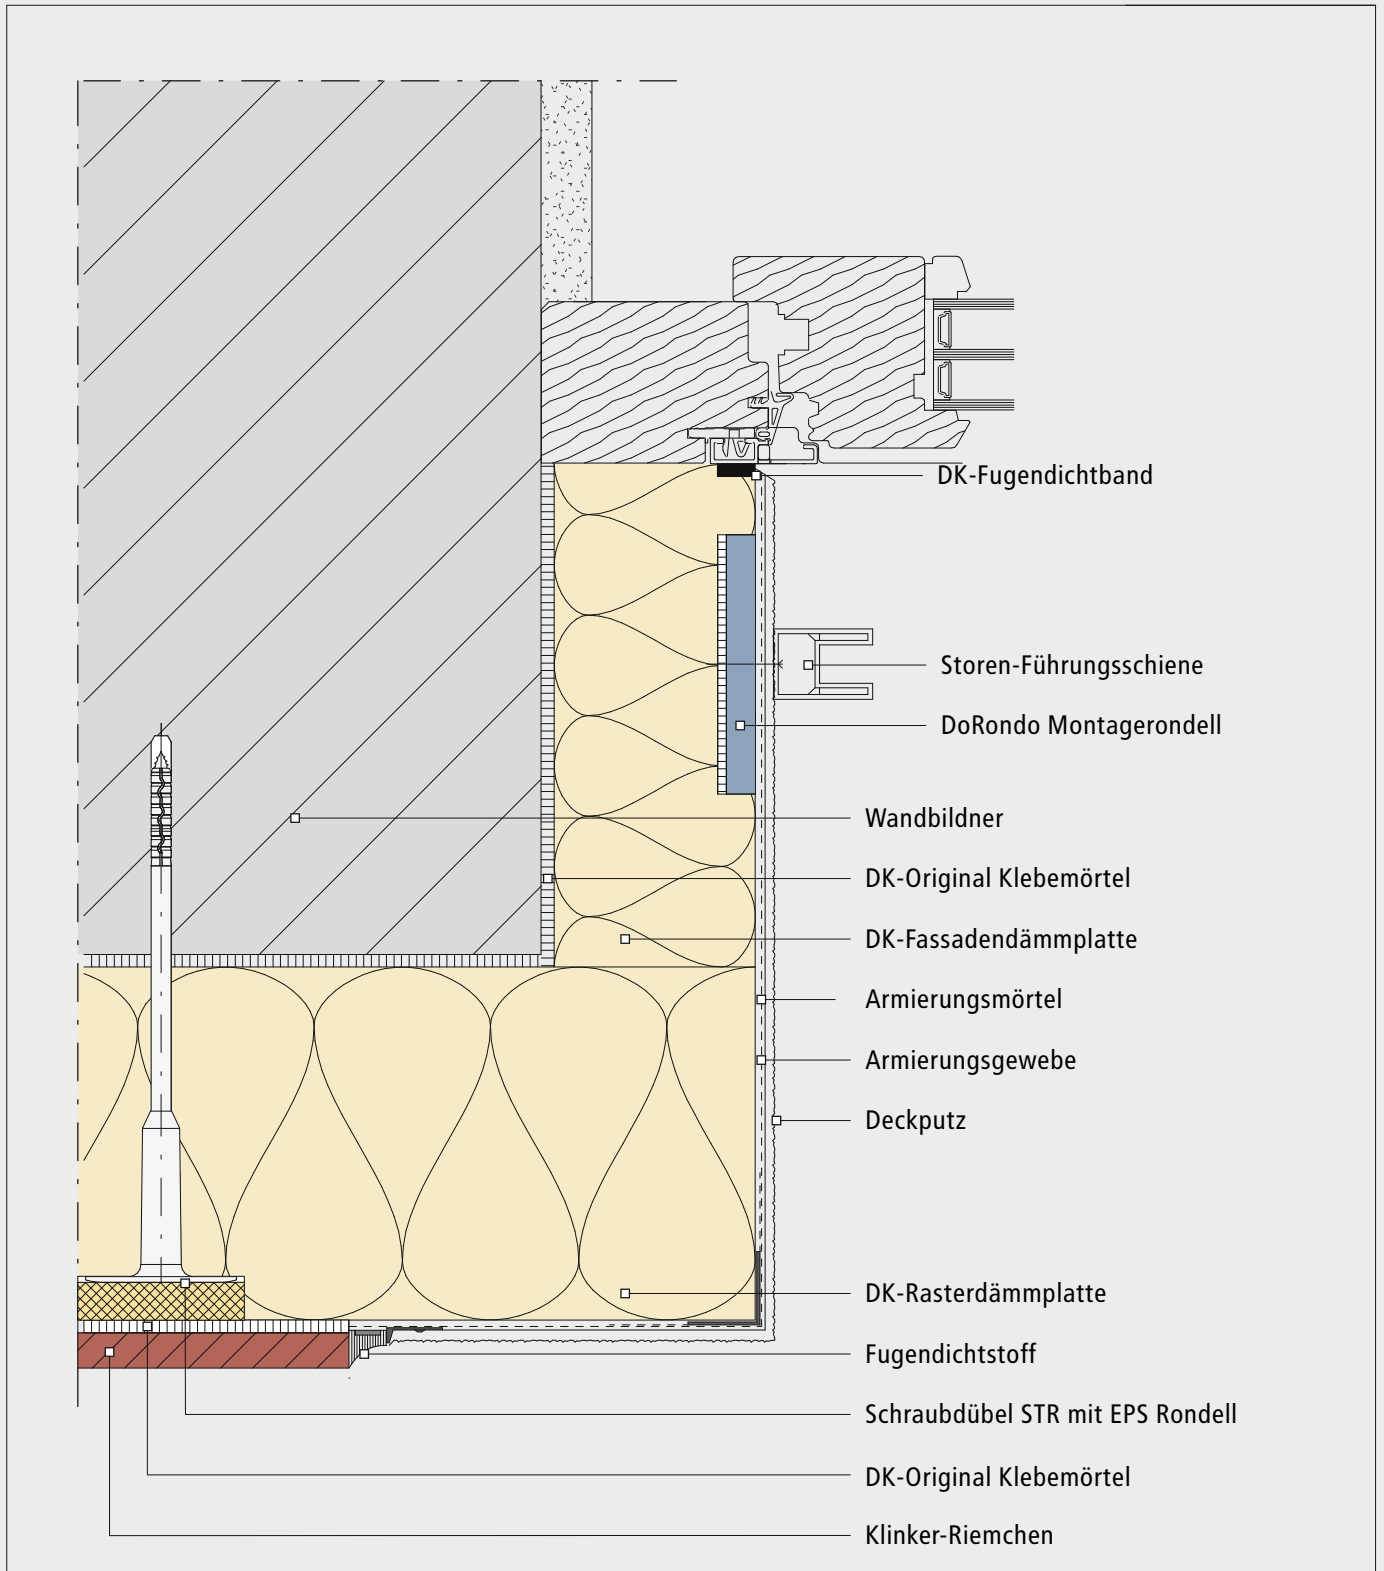 DK-Fugendichtband
Storen-Führungsschiene
DoRondo Montagerondell
Wandbildner
DK-Original Klebemörtel
DK-Fassadendämmplatte
Armierungsmörtel
Armierungsgewebe
Deckputz
DK-Rasterdämmplatte
Fugendichtstoff
Schraubdübel STR mit EPS Rondell
DK-Original Klebemörtel
Klinker-Riemchen